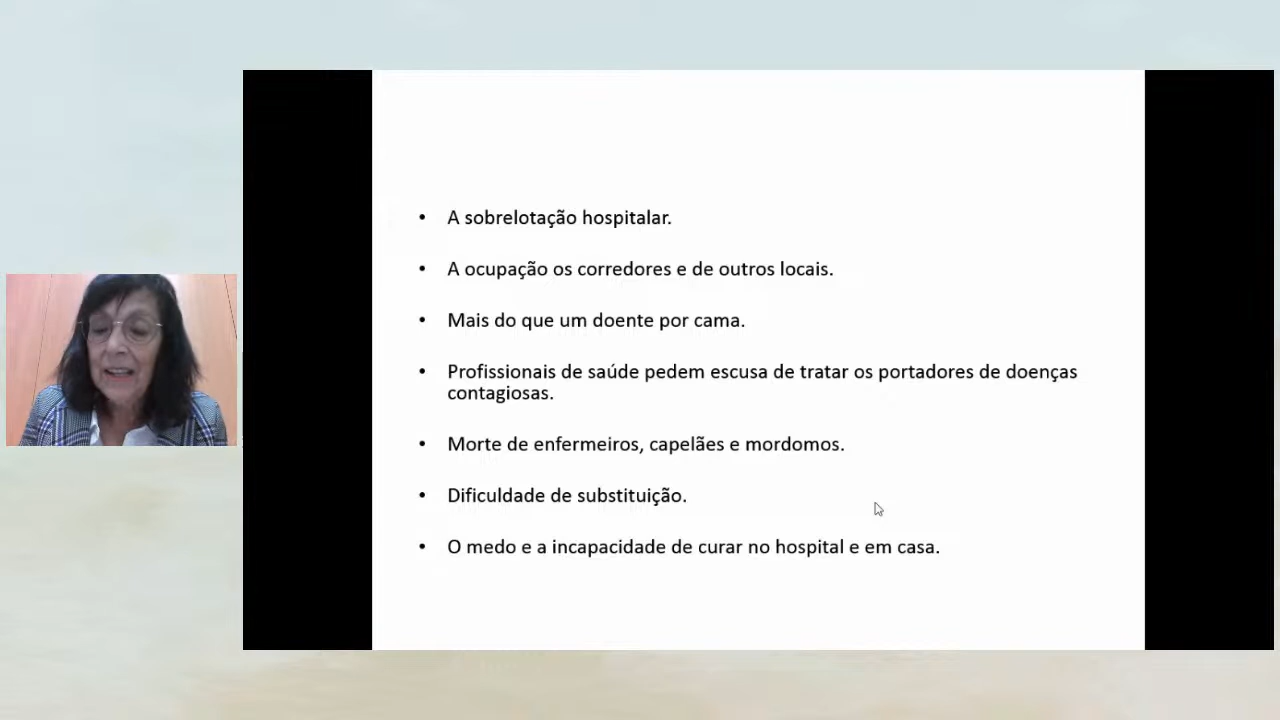 • A sobrelotação hospitalar.
• A ocupação os corredores e de outros locais.
• Mais do que um doente por cama.
• Profissionais de saúde pedem escusa de tratar os portadores de doenças
contagiosas.
• Morte de enfermeiros, capelães e mordomos.
• Dificuldade de substituição.
• O medo e a incapacidade de curar no hospital e em casa.